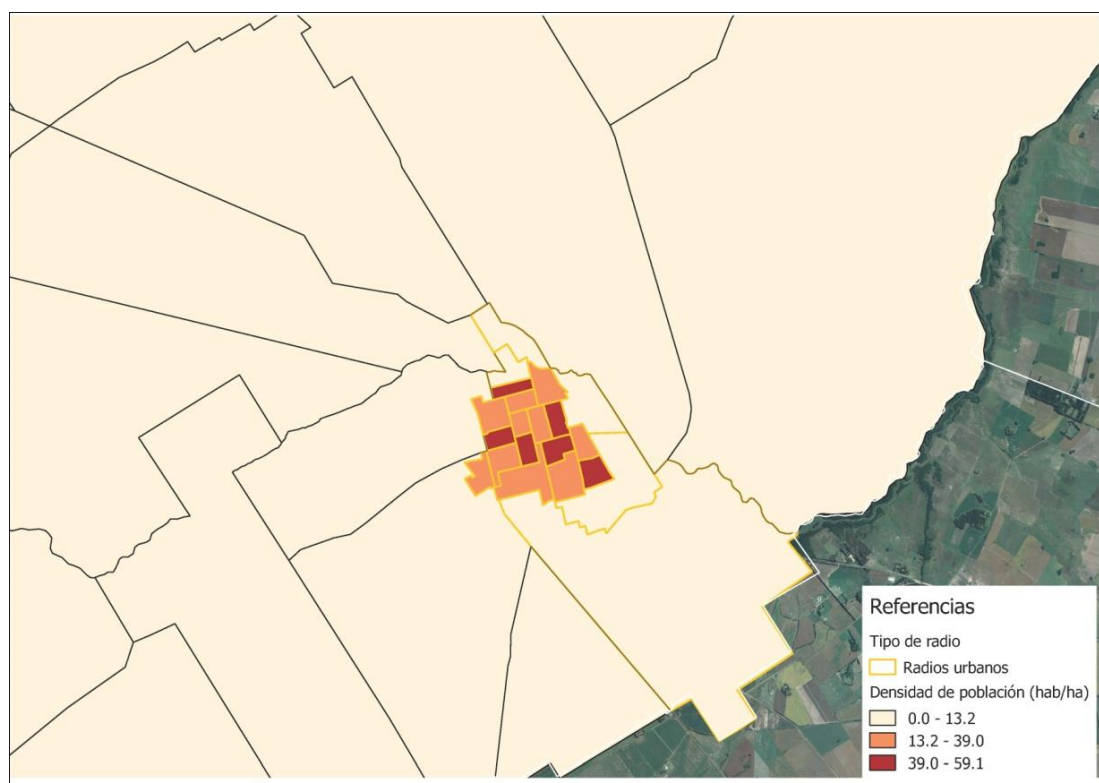 Referencias
Tipo de radio
Radios urbanos
Densidad de población (hab/ha)
0.0 - 13.2
13.2 - 39.0
39.0 - 59.1